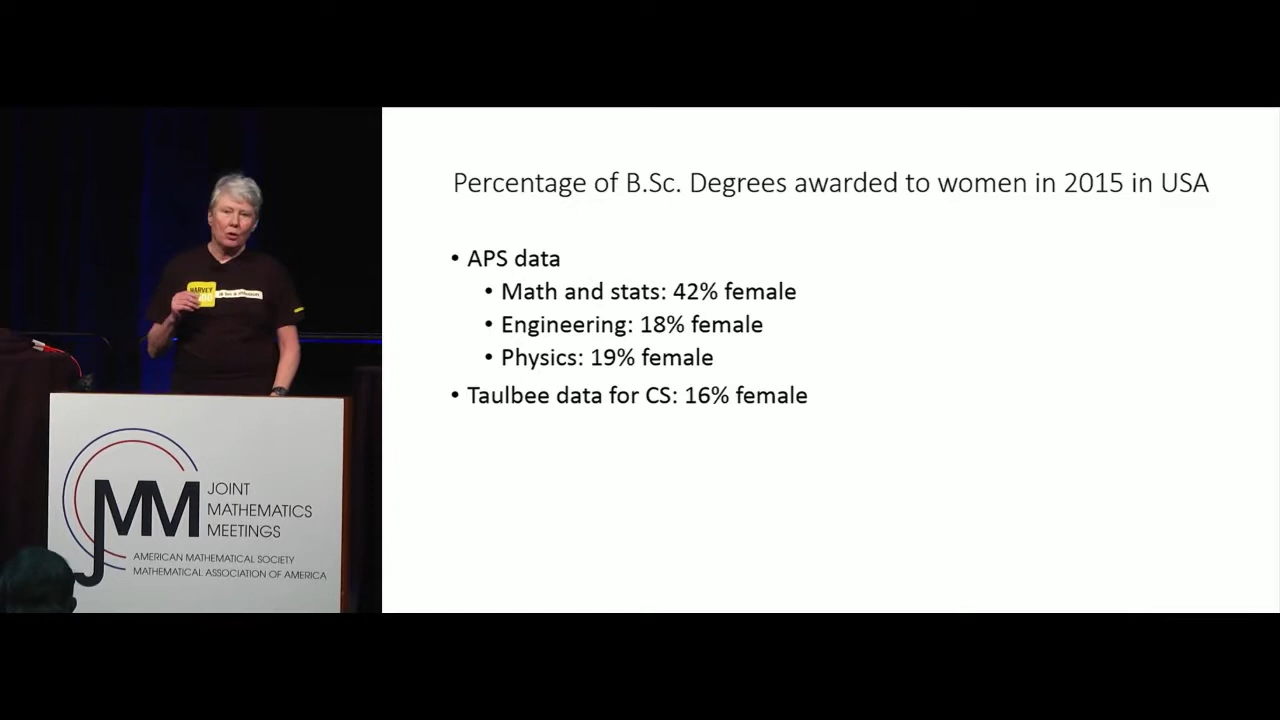 Percentage of B.Sc. Degrees awarded to women in 2015 in USA
• APS data
• Math and stats: 42% female
• Engineering: 18% female
• Physics: 19% female
• Taulbee data for CS: 16% female
HARVEY
JMM
JOINT
MATHEMATICS
MEETINGS
AMERICAN MATHEMATICAL SOCIETY
MATHEMATICAL ASSOCIATION OF AMERICA